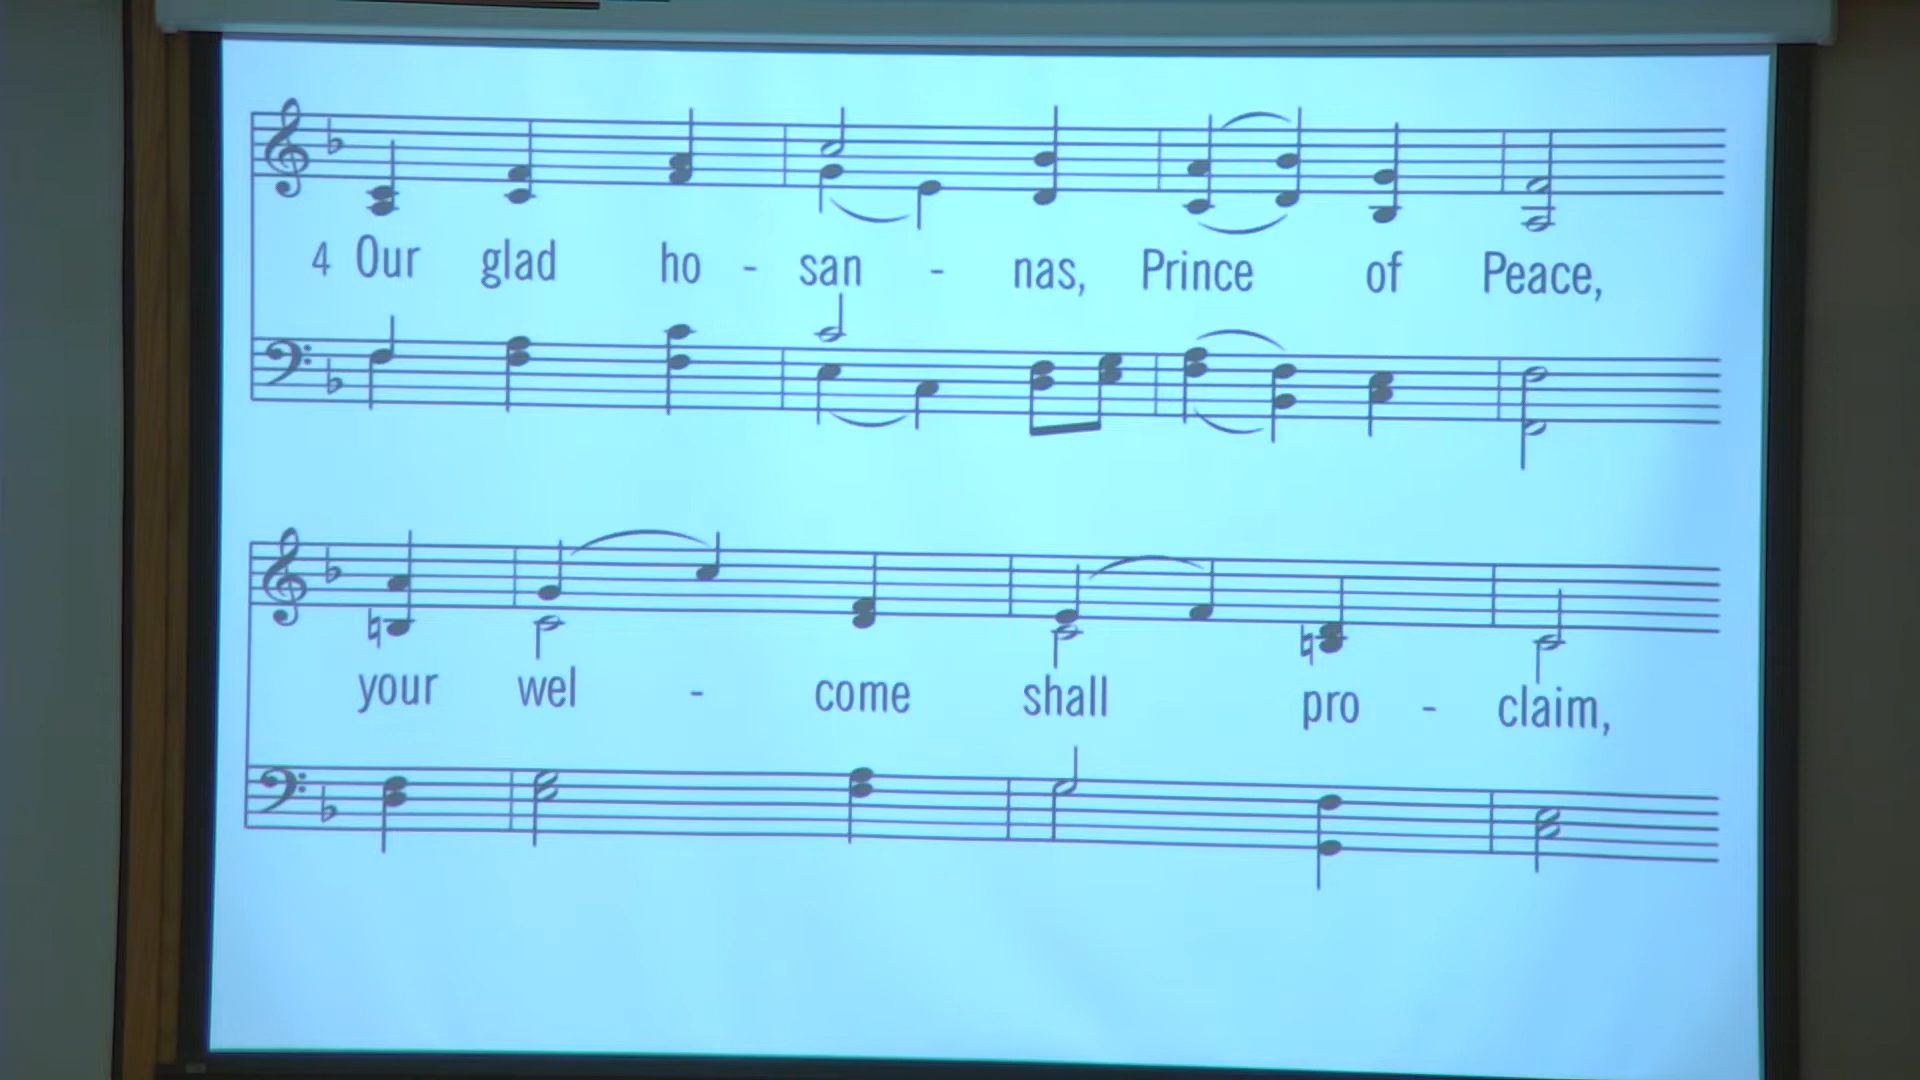 4 Our glad ho - san - nas, Prince of Peace,
your wel - come shall pro - claim,